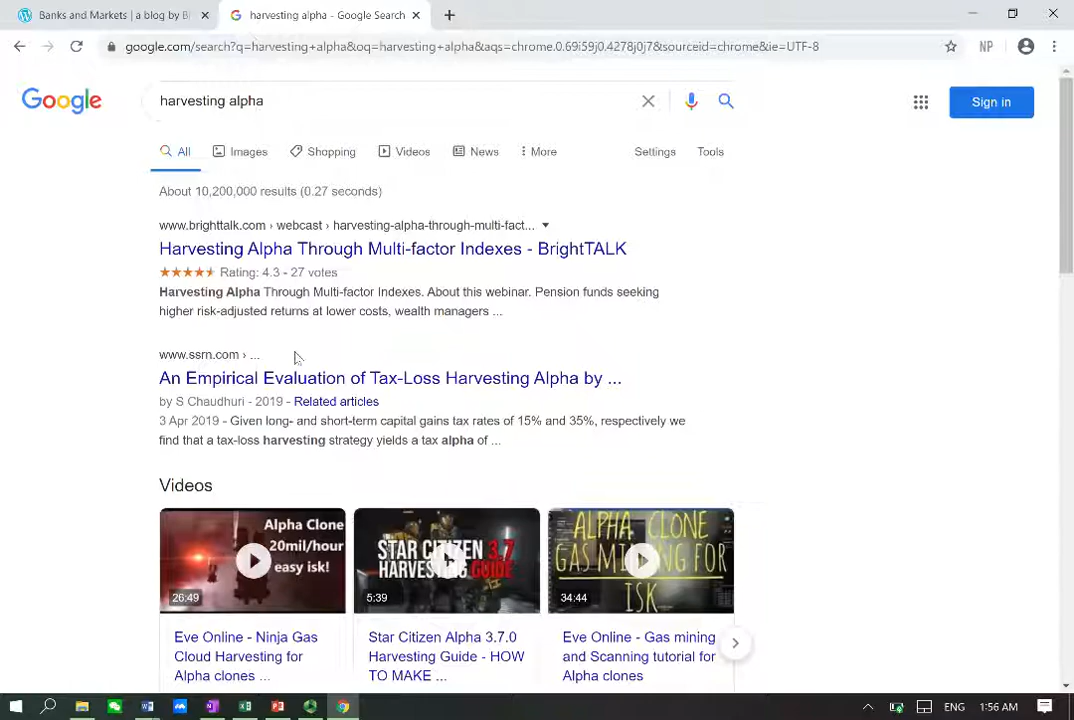 Banks and Markets | a blog by B
harvesting alpha - Google Search
google.com/search?q=harvesting+alpha&oq=harvesting+alpha&aqs=chrome.0.69i59j0.4278j0j7&sourceid=chrome&ie=UTF-8
NP
Google
harvesting alpha
Sign in
All
Images
Shopping
Videos
News
More
Settings
Tools
About 10,200,000 results (0.27 seconds)
www.brighttalk.com › webcast › harvesting-alpha-through-multi-fact...
Harvesting Alpha Through Multi-factor Indexes - BrightTALK
Rating: 4.3 - 27 votes
Harvesting Alpha Through Multi-factor Indexes. About this webinar. Pension funds seeking
higher risk-adjusted returns at lower costs, wealth managers ...
www.ssrn.com › ...
An Empirical Evaluation of Tax-Loss Harvesting Alpha by ...
by S Chaudhuri - 2019 - Related articles
3 Apr 2019 - Given long- and short-term capital gains tax rates of 15% and 35%, respectively we
find that a tax-loss harvesting strategy yields a tax alpha of ...
Videos
Alpha Clone
20mil/hour
easy isk!
26:49
STAR CITIZEN 3.7
HARVESTING GUIDE
5:39
ALPHA CLONE
GAS MINING FOR
ISK
34:44
Eve Online - Ninja Gas
Cloud Harvesting for
Alpha clones ...
Star Citizen Alpha 3.7.0
Harvesting Guide - HOW
TO MAKE ...
Eve Online - Gas mining
and Scanning tutorial for
Alpha clones
ENG
1:56 AM